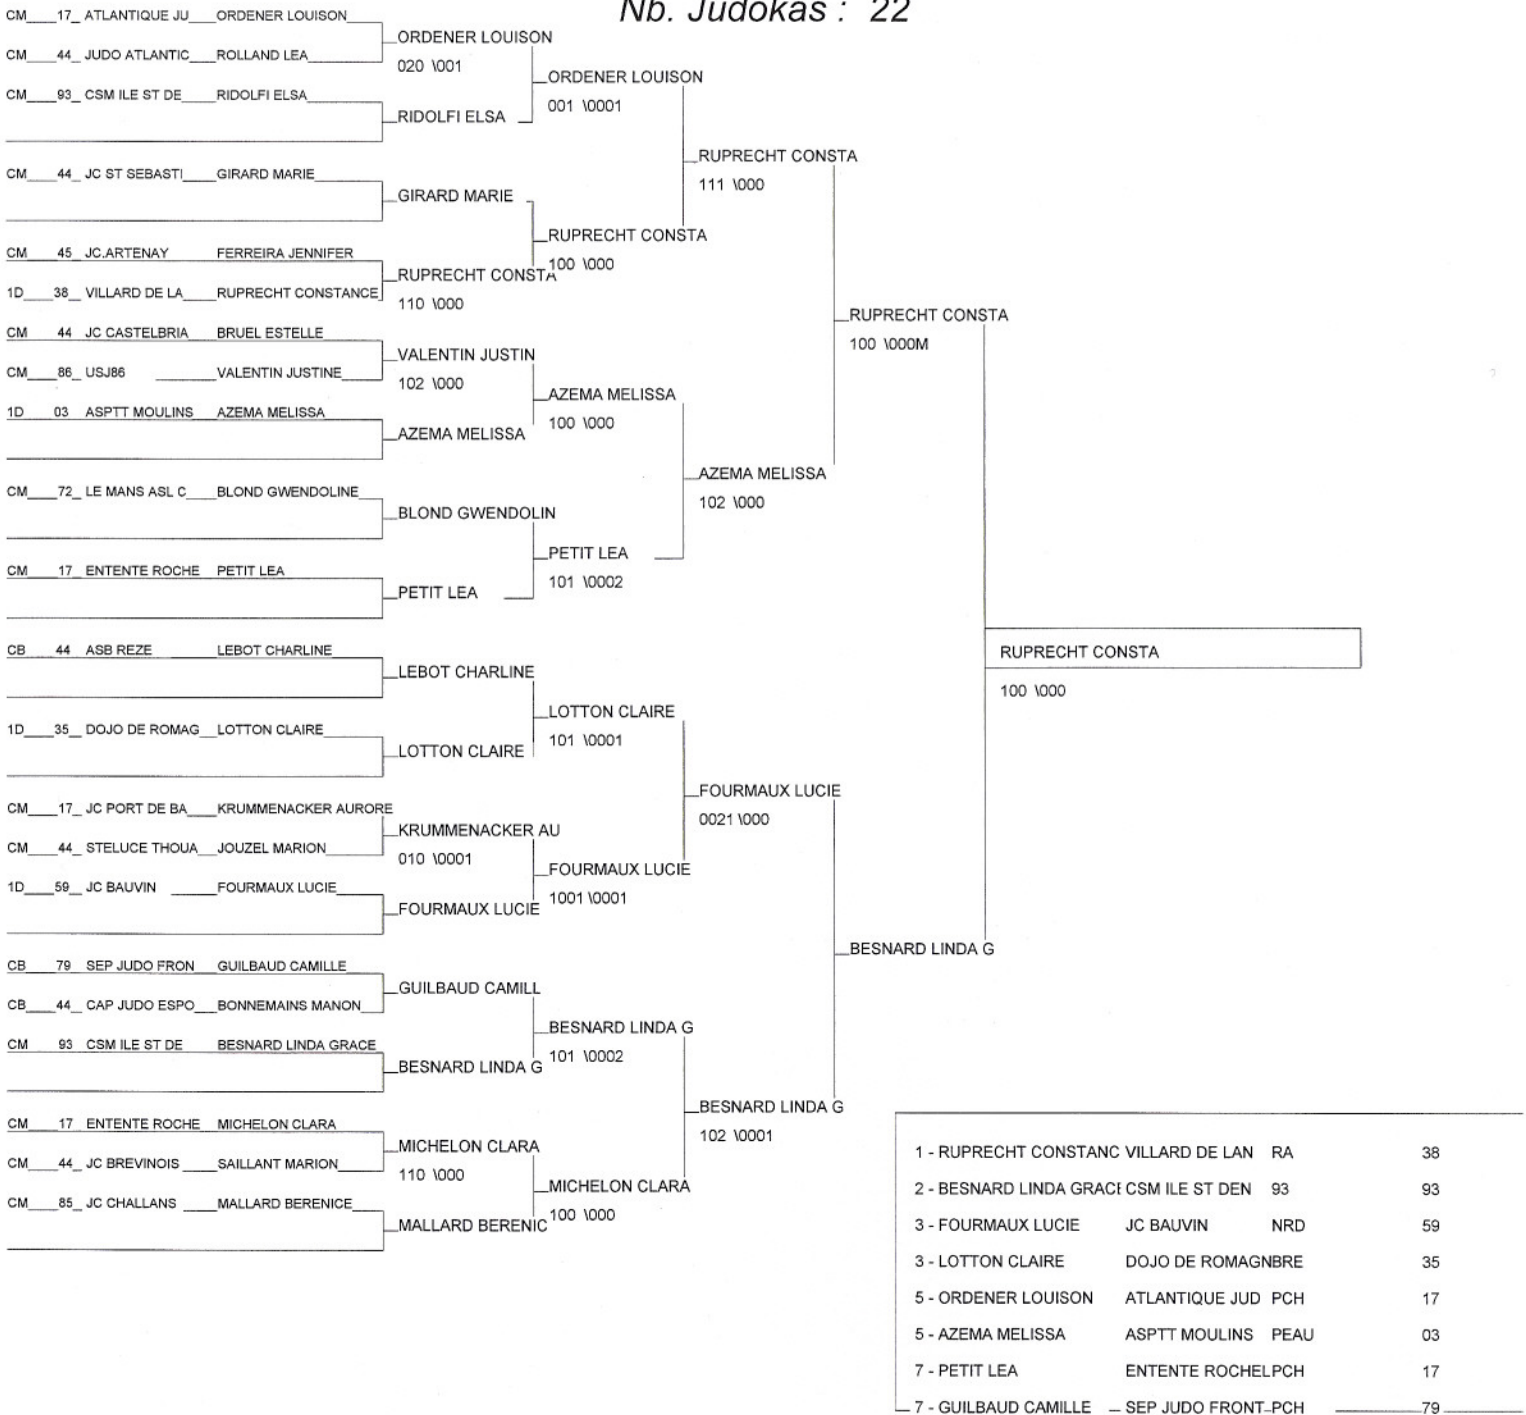 Nb. Judokas : 22
CM 17 ATLANTIQUE JU ORDENER LOUISON
ORDENER LOUISON
CM 44 JUDO ATLANTIC ROLLAND LEA
020 \001
ORDENER LOUISON
CM 93 CSM ILE ST DE RIDOLFI ELSA
001 \0001
RIDOLFI ELSA
RUPRECHT CONSTA
CM 44 JC ST SEBASTI GIRARD MARIE
111 \000
GIRARD MARIE
RUPRECHT CONSTA
CM 45 JC.ARTENAY FERREIRA JENNIFER
100 \000
RUPRECHT CONSTA
1D 38 VILLARD DE LA RUPRECHT CONSTANCE
110 \000
RUPRECHT CONSTA
CM 44 JC CASTELBRIA BRUEL ESTELLE
100 \000M
VALENTIN JUSTIN
CM 86 USJ86 VALENTIN JUSTINE
102 \000
AZEMA MELISSA
1D 03 ASPTT MOULINS AZEMA MELISSA
100 \000
AZEMA MELISSA
AZEMA MELISSA
CM 72 LE MANS ASL C BLOND GWENDOLINE
102 \000
BLOND GWENDOLIN
PETIT LEA
CM 17 ENTENTE ROCHE PETIT LEA
101 \0002
PETIT LEA
CB 44 ASB REZE LEBOT CHARLINE
RUPRECHT CONSTA
LEBOT CHARLINE
100 \000
LOTTON CLAIRE
1D 35 DOJO DE ROMAG LOTTON CLAIRE
101 \0001
LOTTON CLAIRE
FOURMAUX LUCIE
CM 17 JC PORT DE BA KRUMMENACKER AURORE
0021 \000
KRUMMENACKER AU
CM 44 STELUCE THOUA JOUZEL MARION
010 \0001
FOURMAUX LUCIE
1D 59 JC BAUVIN FOURMAUX LUCIE
1001 \0001
FOURMAUX LUCIE
BESNARD LINDA G
CB 79 SEP JUDO FRON GUILBAUD CAMILLE
GUILBAUD CAMILL
CB 44 CAP JUDO ESPO BONNEMAINS MANON
BESNARD LINDA G
CM 93 CSM ILE ST DE BESNARD LINDA GRACE
101 \0002
BESNARD LINDA G
BESNARD LINDA G
CM 17 ENTENTE ROCHE MICHELON CLARA
102 \0001
MICHELON CLARA
CM 44 JC BREVINOIS SAILLANT MARION
110 \000
MICHELON CLARA
CM 85 JC CHALLANS MALLARD BERENICE
100 \000
MALLARD BERENIC
1 - RUPRECHT CONSTANC VILLARD DE LAN RA 38
2 - BESNARD LINDA GRACE CSM ILE ST DEN 93 93
3 - FOURMAUX LUCIE JC BAUVIN NRD 59
3 - LOTTON CLAIRE DOJO DE ROMAGN BRE 35
5 - ORDENER LOUISON ATLANTIQUE JUD PCH 17
5 - AZEMA MELISSA ASPTT MOULINS PEAU 03
7 - PETIT LEA ENTENTE ROCHEL PCH 17
7 - GUILBAUD CAMILLE SEP JUDO FRONT PCH 79